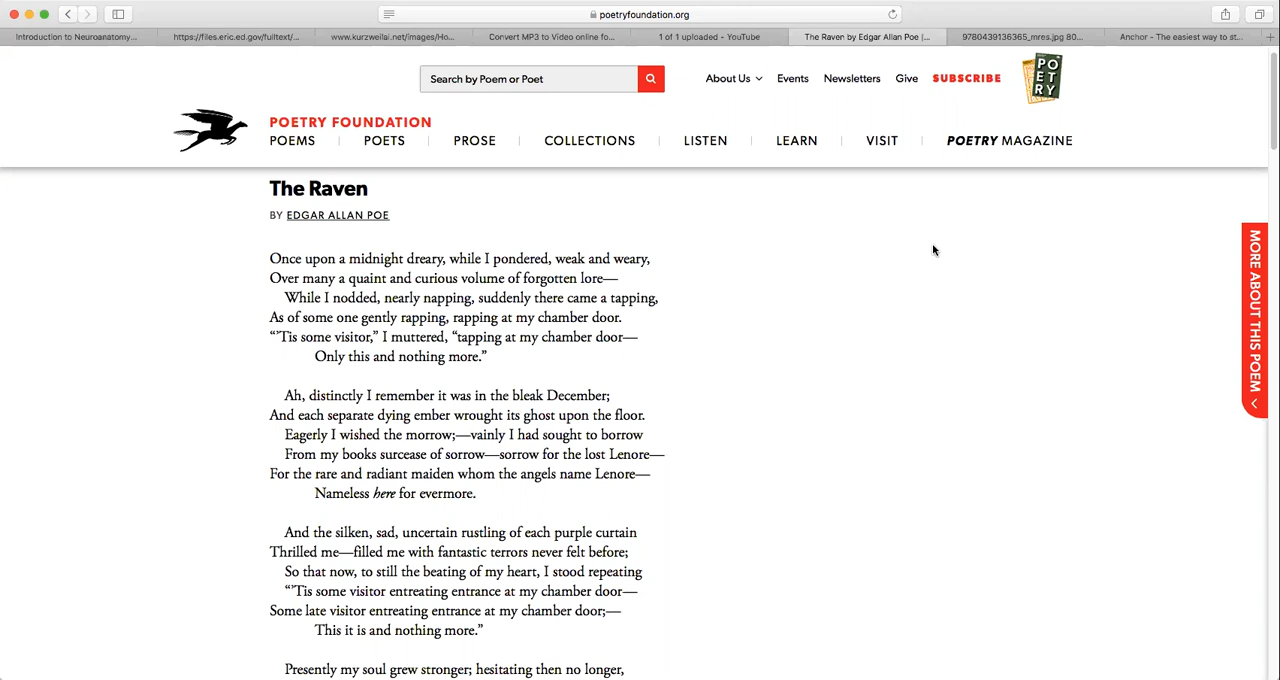 poetryfoundation.org
Introduction to Neuroanatomy...
https://files.eric.ed.gov/fulltext/...
www.kurzweilai.net/images/Ho...
Convert MP3 to Video online fo...
1 of 1 uploaded - YouTube
The Raven by Edgar Allan Poe |...
9780439136365_mres.jpg 80...
Anchor - The easiest way to st...
Search by Poem or Poet
About Us
Events
Newsletters
Give
SUBSCRIBE
PO
ET
RY
POETRY FOUNDATION
POEMS
POETS
PROSE
COLLECTIONS
LISTEN
LEARN
VISIT
POETRY MAGAZINE
The Raven
BY EDGAR ALLAN POE
Once upon a midnight dreary, while I pondered, weak and weary,
Over many a quaint and curious volume of forgotten lore—
While I nodded, nearly napping, suddenly there came a tapping,
As of some one gently rapping, rapping at my chamber door.
“’Tis some visitor,” I muttered, “tapping at my chamber door—
Only this and nothing more.”
Ah, distinctly I remember it was in the bleak December;
And each separate dying ember wrought its ghost upon the floor.
Eagerly I wished the morrow;—vainly I had sought to borrow
From my books surcease of sorrow—sorrow for the lost Lenore—
For the rare and radiant maiden whom the angels name Lenore—
Nameless here for evermore.
And the silken, sad, uncertain rustling of each purple curtain
Thrilled me—filled me with fantastic terrors never felt before;
So that now, to still the beating of my heart, I stood repeating
“’Tis some visitor entreating entrance at my chamber door—
Some late visitor entreating entrance at my chamber door;—
This it is and nothing more.”
Presently my soul grew stronger; hesitating then no longer,
MORE ABOUT THIS POEM